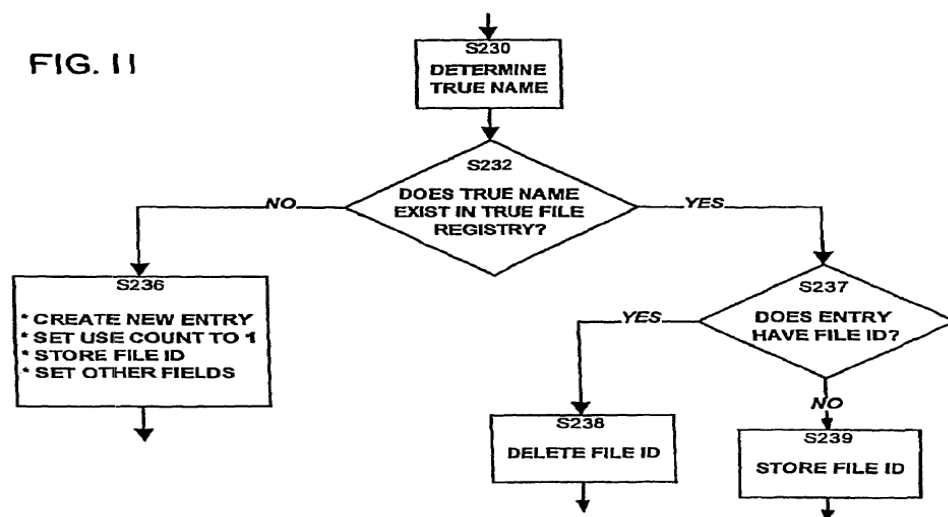 FIG. 11
S230
DETERMINE
TRUE NAME
S232
DOES TRUE NAME
EXIST IN TRUE FILE
REGISTRY?
NO
YES
S236
* CREATE NEW ENTRY
* SET USE COUNT TO 1
* STORE FILE ID
* SET OTHER FIELDS
S237
DOES ENTRY
HAVE FILE ID?
YES
NO
S238
DELETE FILE ID
S239
STORE FILE ID